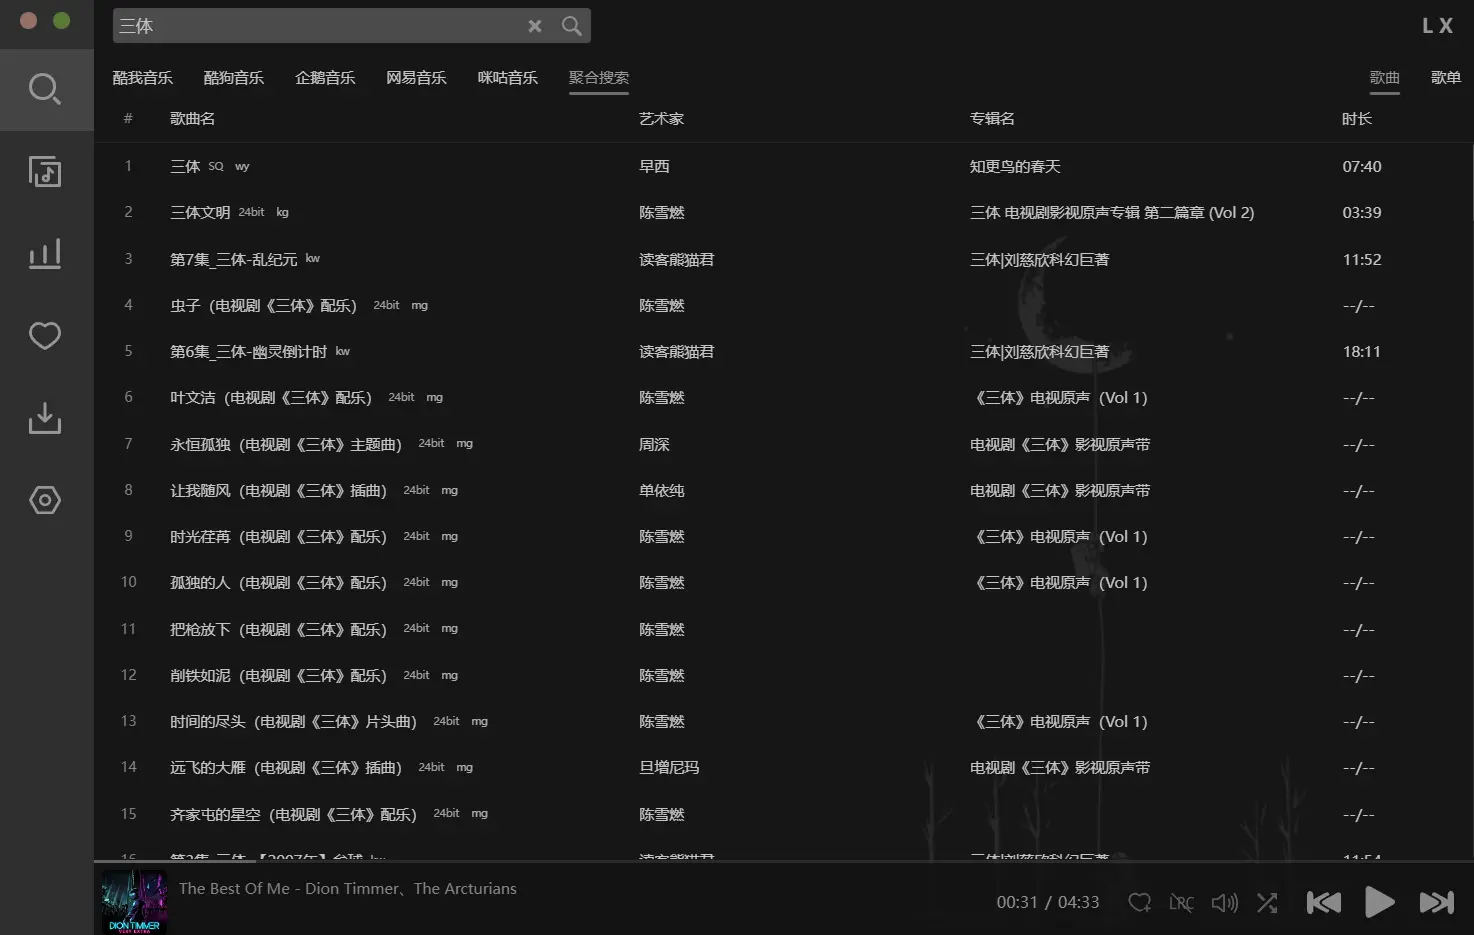 三体
L X
酷我音乐 酷狗音乐 企鹅音乐 网易音乐 咪咕音乐 聚合搜索 歌曲 歌单
# 歌曲名 艺术家 专辑名 时长
1 三体 SQ wy 早西 知更鸟的春天 07:40
2 三体文明 24bit kg 陈雪燃 三体 电视剧影视原声专辑 第二篇章 (Vol 2) 03:39
3 第7集_三体-乱纪元 kw 读客熊猫君 三体|刘慈欣科幻巨著 11:52
4 虫子（电视剧《三体》配乐） 24bit mg 陈雪燃 --/--
5 第6集_三体-幽灵倒计时 kw 读客熊猫君 三体|刘慈欣科幻巨著 18:11
6 叶文洁（电视剧《三体》配乐） 24bit mg 陈雪燃 《三体》电视原声（Vol 1） --/--
7 永恒孤独（电视剧《三体》主题曲） 24bit mg 周深 电视剧《三体》影视原声带 --/--
8 让我随风（电视剧《三体》插曲） 24bit mg 单依纯 电视剧《三体》影视原声带 --/--
9 时光荏苒（电视剧《三体》配乐） 24bit mg 陈雪燃 《三体》电视原声（Vol 1） --/--
10 孤独的人（电视剧《三体》配乐） 24bit mg 陈雪燃 《三体》电视原声（Vol 1） --/--
11 把枪放下（电视剧《三体》配乐） 24bit mg 陈雪燃 --/--
12 削铁如泥（电视剧《三体》配乐） 24bit mg 陈雪燃 --/--
13 时间的尽头（电视剧《三体》片头曲） 24bit mg 陈雪燃 《三体》电视原声（Vol 1） --/--
14 远飞的大雁（电视剧《三体》插曲） 24bit mg 旦增尼玛 电视剧《三体》影视原声带 --/--
15 齐家屯的星空（电视剧《三体》配乐） 24bit mg 陈雪燃 --/--
16 三体 【2007年】 kw 读客熊猫君 三体|刘慈欣科幻巨著 11:54
The Best Of Me - Dion Timmer、The Arcturians
00:31 / 04:33
LRC
DION TIMMER
VERY EXTRA